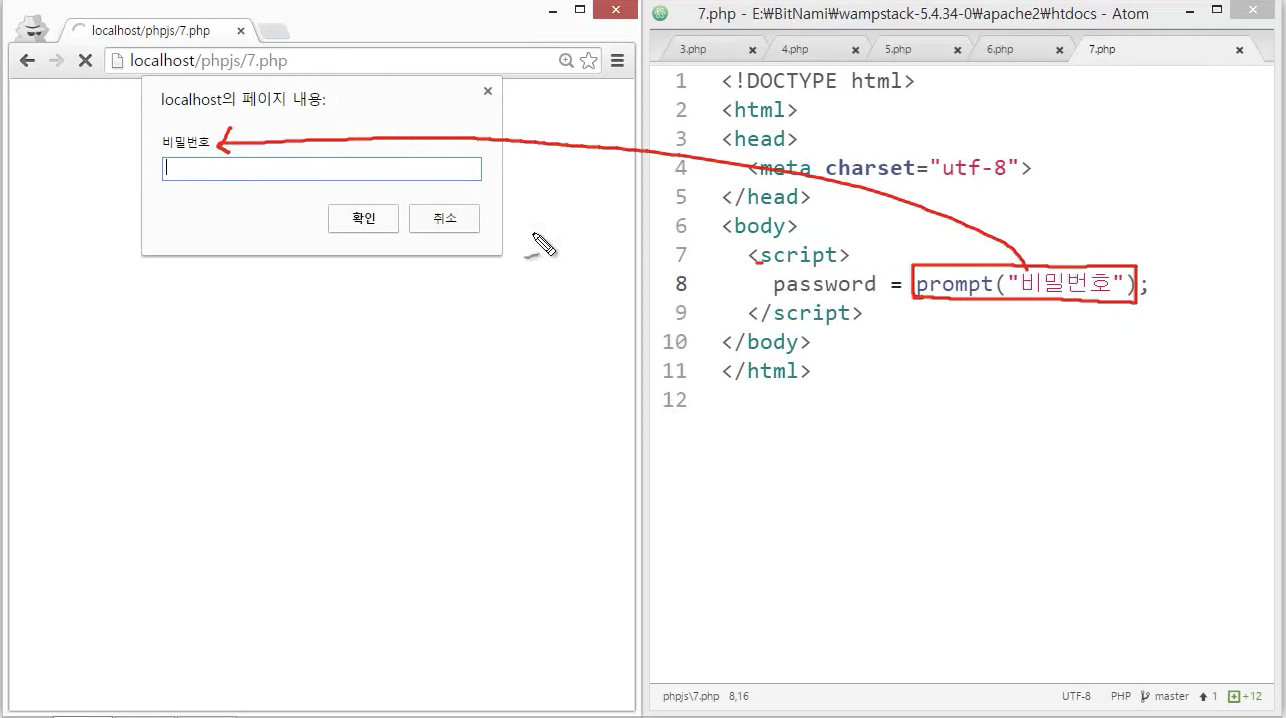 localhost/phpjs/7.php
localhost/phpjs/7.php
localhost의 페이지 내용:
비밀번호
확인
취소
7.php - E:₩BitNami₩wampstack-5.4.34-0₩apache2₩htdocs - Atom
3.php
4.php
5.php
6.php
7.php
1 <!DOCTYPE html>
2 <html>
3 <head>
4 <meta charset="utf-8">
5 </head>
6 <body>
7 <script>
8 password = prompt("비밀번호");
9 </script>
10 </body>
11 </html>
12
phpjs\7.php 8,16
UTF-8 PHP master 1 +12